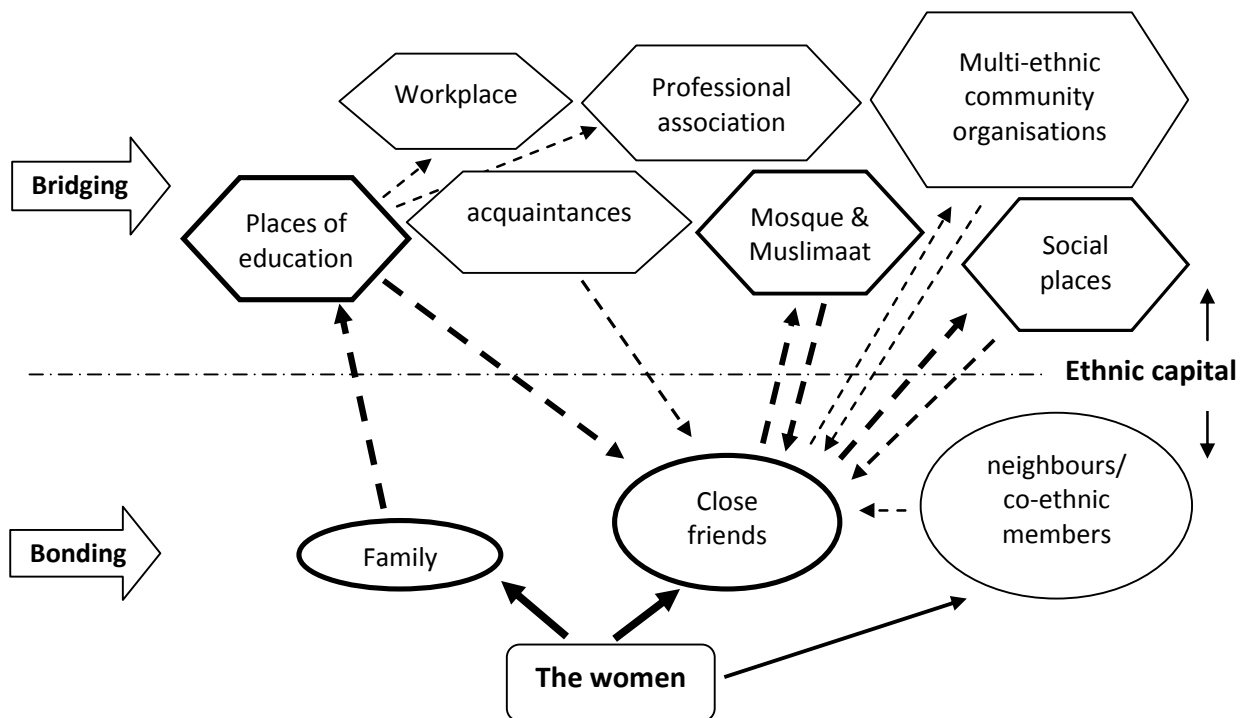 Workplace
Professional
association
Multi-ethnic
community
organisations
Bridging
Places of
education
acquaintances
Mosque &
Muslimaat
Social
places
Ethnic capital
Bonding
Family
Close
friends
neighbours/
co-ethnic
members
The women